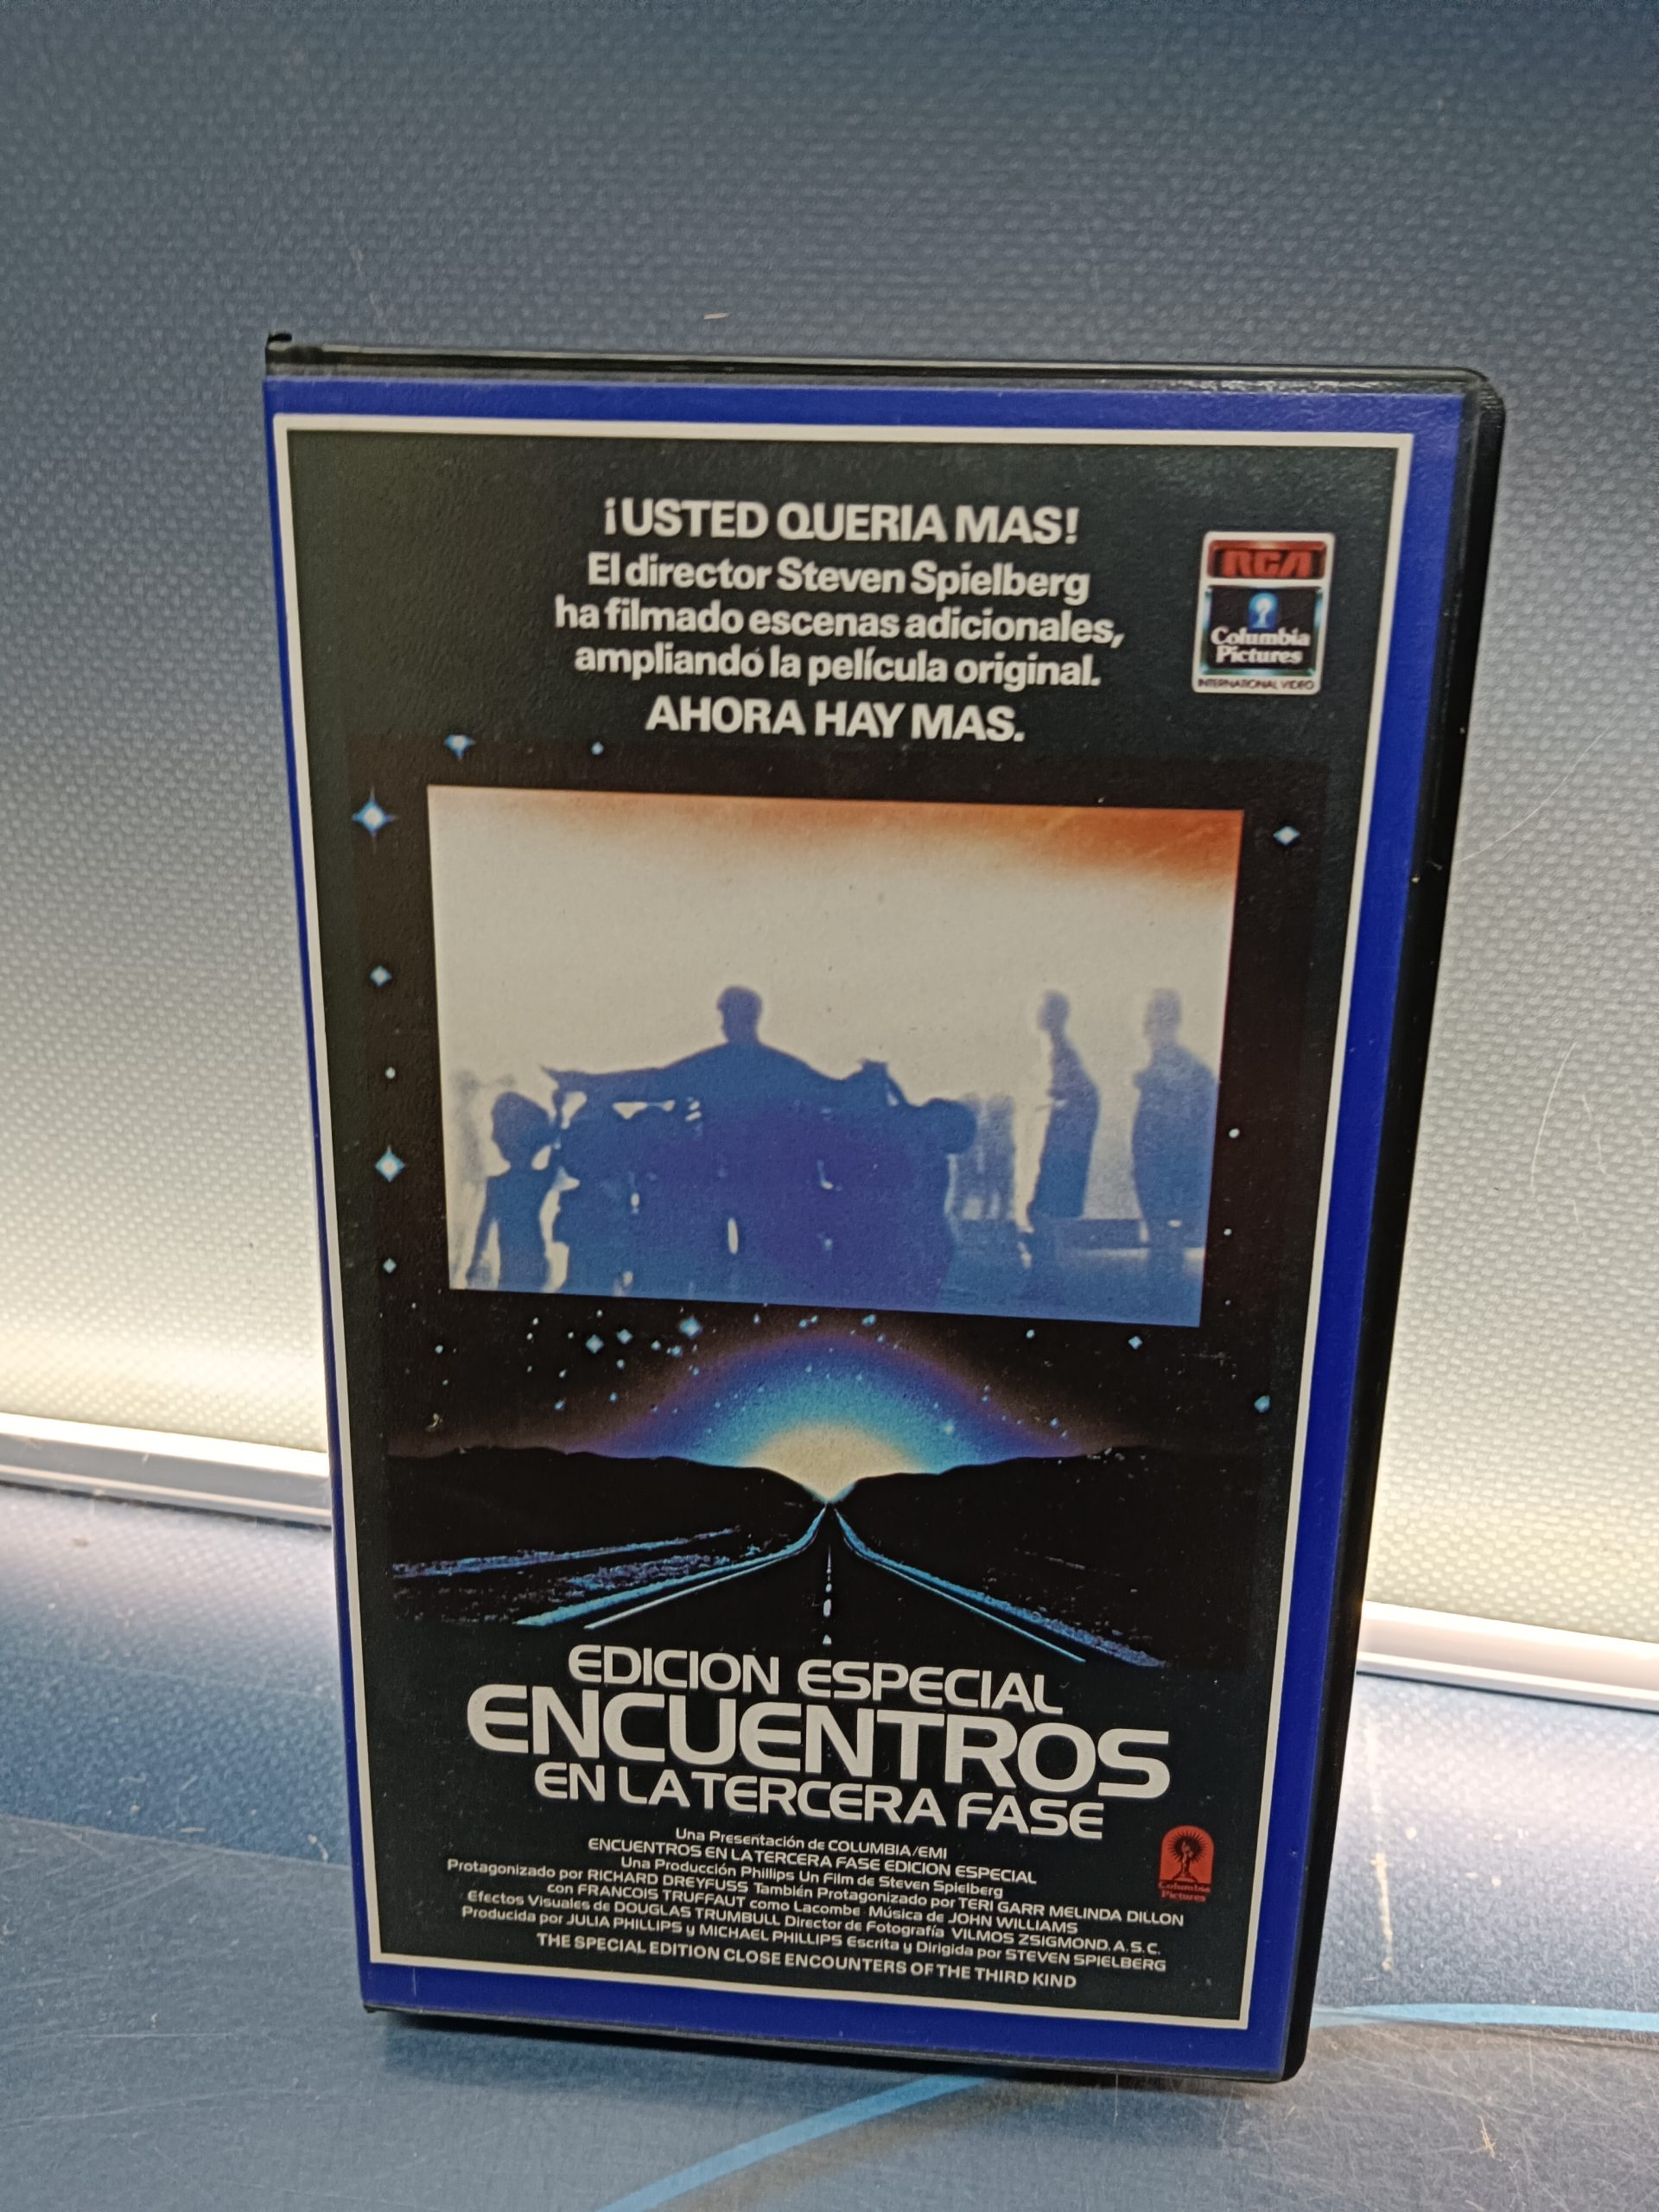 ¡USTED QUERIA MAS!
El director Steven Spielberg
ha filmado escenas adicionales,
ampliando la película original.
AHORA HAY MAS.
RCA
Columbia
Pictures
INTERNATIONAL VIDEO
EDICION ESPECIAL
ENCUENTROS
EN LA TERCERA FASE
Una Presentación de COLUMBIA/EMI
ENCUENTROS EN LA TERCERA FASE EDICION ESPECIAL
Una Producción Phillips Un Film de Steven Spielberg
Protagonizado por RICHARD DREYFUSS También Protagonizado por TERI GARR MELINDA DILLON
con FRANCOIS TRUFFAUT como Lacombe Música de JOHN WILLIAMS
Efectos Visuales de DOUGLAS TRUMBULL Director de Fotografía VILMOS ZSIGMOND, A.S.C.
Producida por JULIA PHILLIPS y MICHAEL PHILLIPS Escrita y Dirigida por STEVEN SPIELBERG
THE SPECIAL EDITION CLOSE ENCOUNTERS OF THE THIRD KIND
Columbia
Pictures